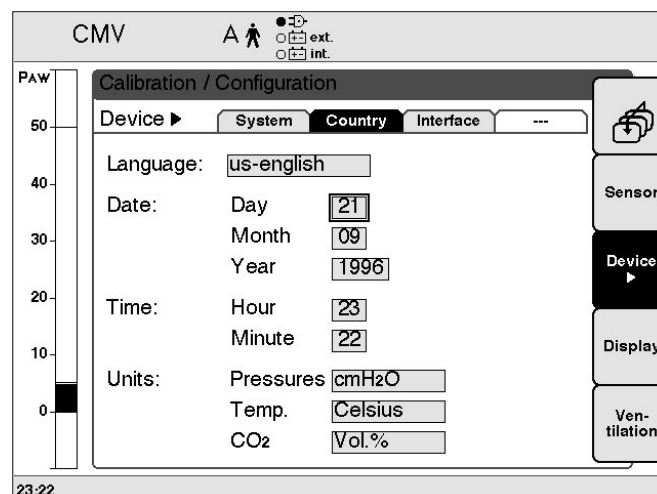 CMV
A
ext.
int.
PAW
50
40
30
20
10
0
Calibration / Configuration
Device ▶
System
Country
Interface
---
Language: us-english
Date: Day 21
Month 09
Year 1996
Time: Hour 23
Minute 22
Units: Pressures cmH2O
Temp. Celsius
CO2 Vol.%
Sensor
Device
▶
Display
Ven-
tilation
23:22